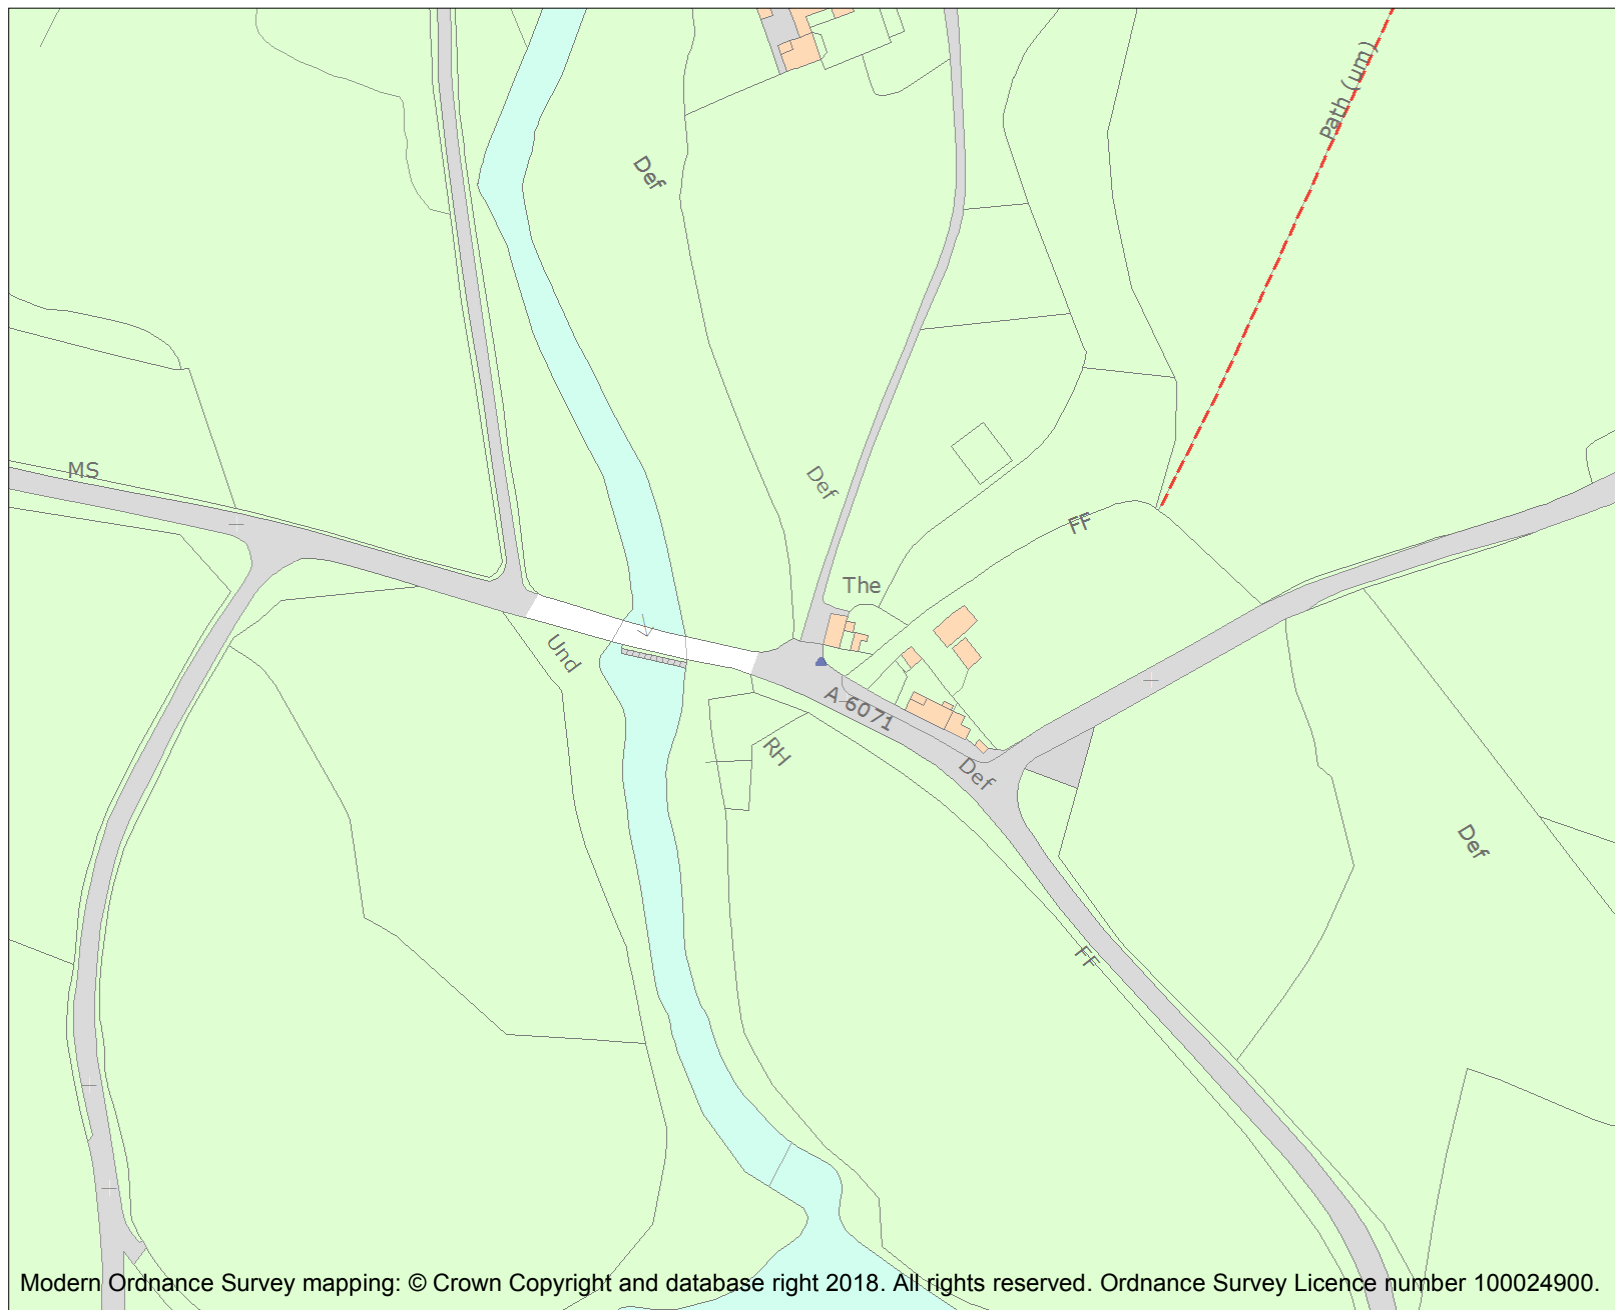 Path (um)
Def
MS
Def
FF
The
Und
A 6071
RH
Def
Def
FF
Modern Ordnance Survey mapping: © Crown Copyright and database right 2018. All rights reserved. Ordnance Survey Licence number 100024900.